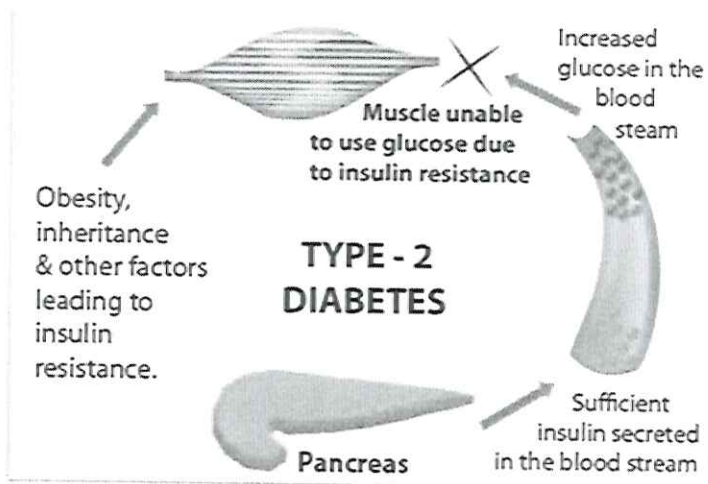 Increased
glucose in the
blood
steam
Muscle unable
to use glucose due
to insulin resistance
Obesity,
inheritance
& other factors
leading to
insulin
resistance.
TYPE - 2
DIABETES
Sufficient
insulin secreted
in the blood stream
Pancreas